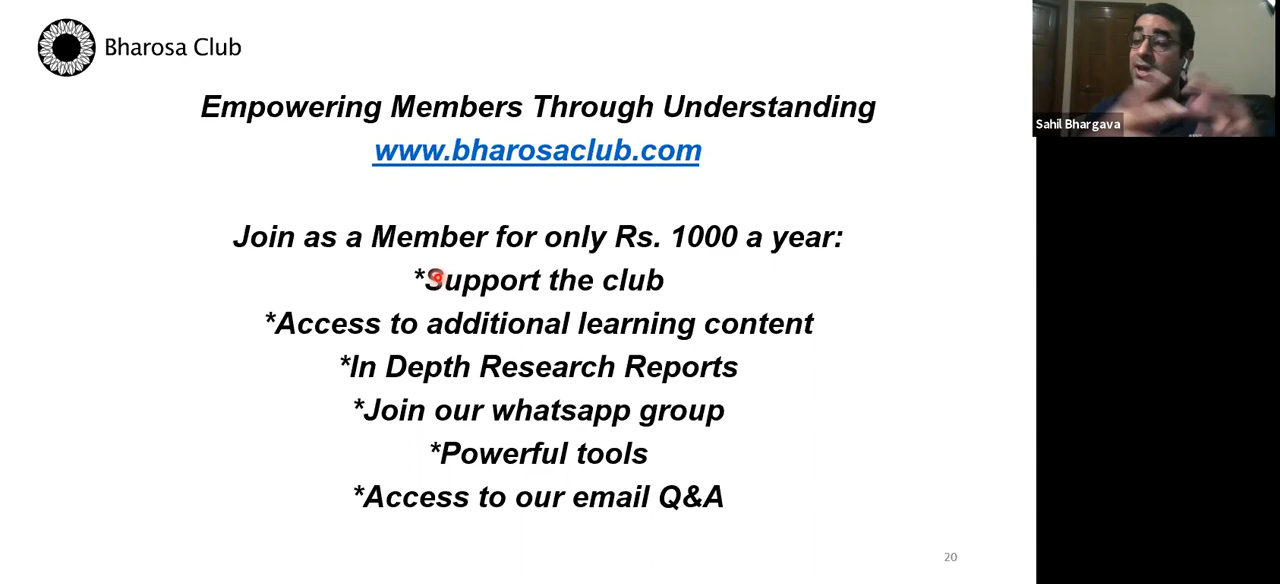 Bharosa Club
Sahil Bhargava
Empowering Members Through Understanding
www.bharosaclub.com
Join as a Member for only Rs. 1000 a year:
*Support the club
*Access to additional learning content
*In Depth Research Reports
*Join our whatsapp group
*Powerful tools
*Access to our email Q&A
20